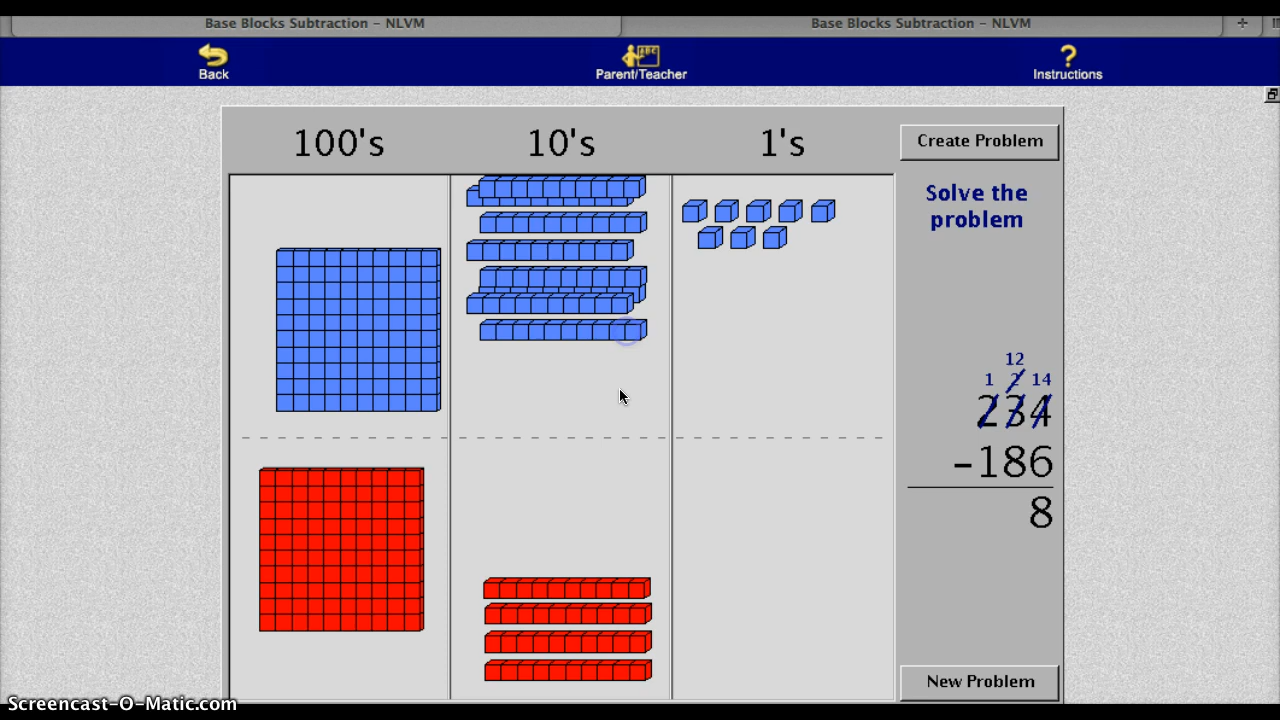 Base Blocks Subtraction – NLVM
Base Blocks Subtraction – NLVM
+
Back
ABC
Parent/Teacher
?
Instructions
100's
10's
1's
Create Problem
Solve the
problem
12
1 2 14
234
-186
8
New Problem
Screencast-O-Matic.com